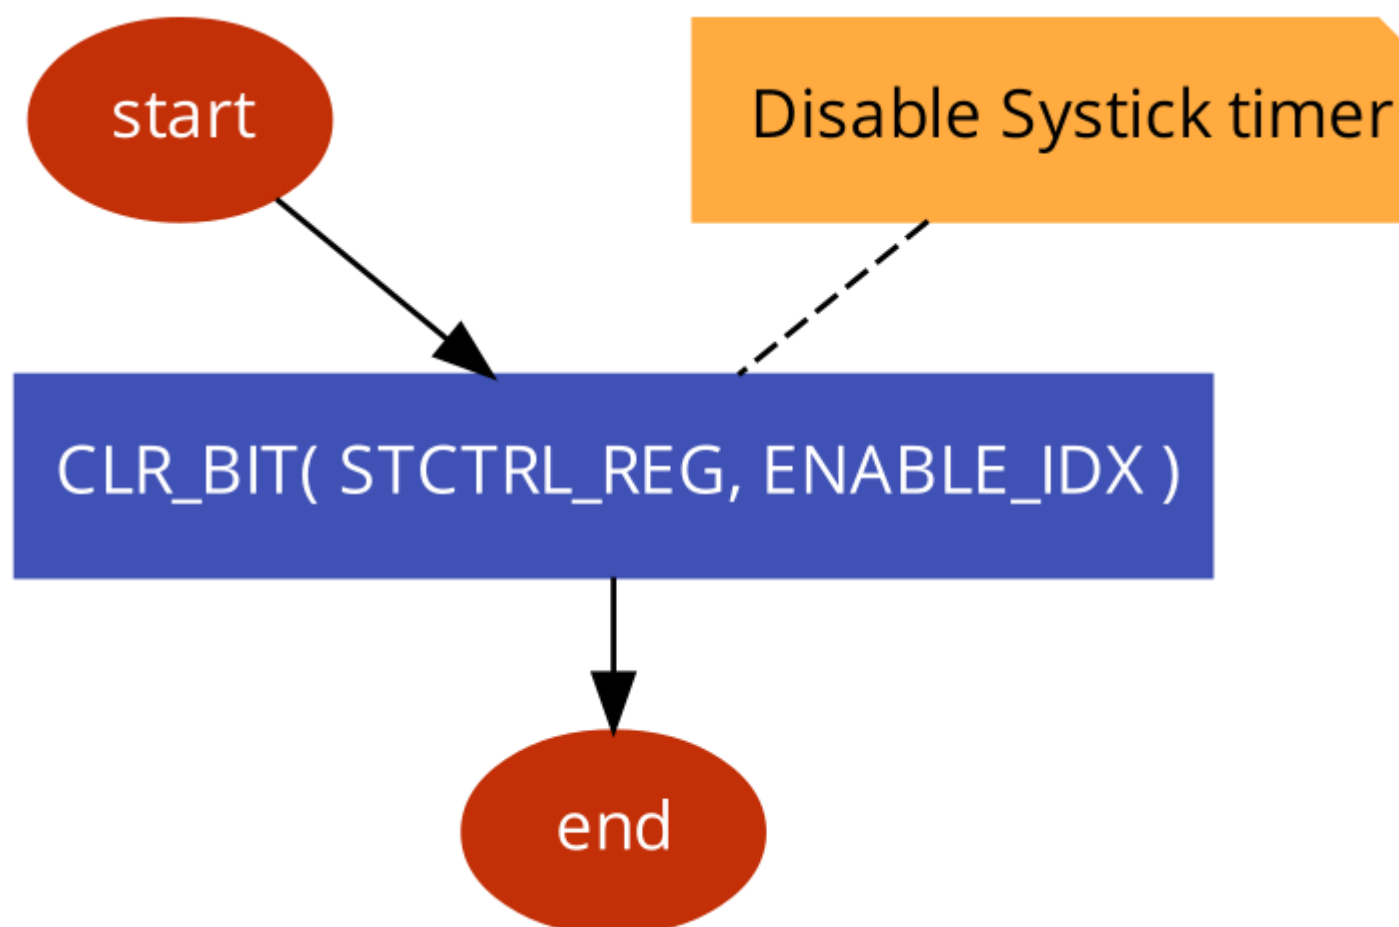 start
Disable Systick timer
CLR_BIT( STCTRL_REG, ENABLE_IDX )
end